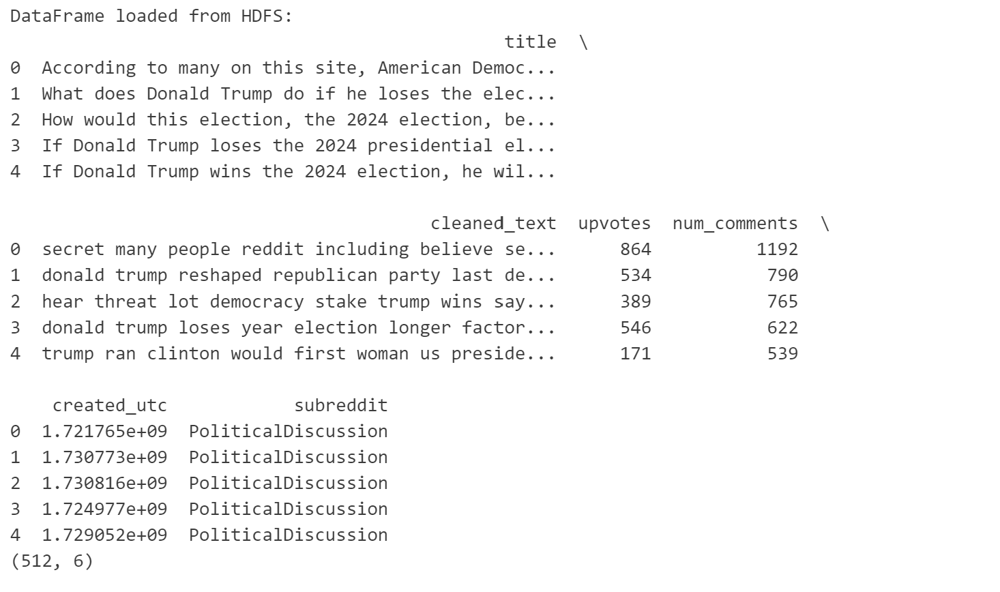 DataFrame loaded from HDFS:
                                               title  \
0  According to many on this site, American Democ...
1  What does Donald Trump do if he loses the elec...
2  How would this election, the 2024 election, be...
3  If Donald Trump loses the 2024 presidential el...
4  If Donald Trump wins the 2024 election, he wil...

                                        cleaned_text  upvotes  num_comments  \
0  secret many people reddit including believe se...      864          1192
1  donald trump reshaped republican party last de...      534           790
2  hear threat lot democracy stake trump wins say...      389           765
3  donald trump loses year election longer factor...      546           622
4  trump ran clinton would first woman us preside...      171           539

    created_utc            subreddit
0  1.721765e+09  PoliticalDiscussion
1  1.730773e+09  PoliticalDiscussion
2  1.730816e+09  PoliticalDiscussion
3  1.724977e+09  PoliticalDiscussion
4  1.729052e+09  PoliticalDiscussion
(512, 6)